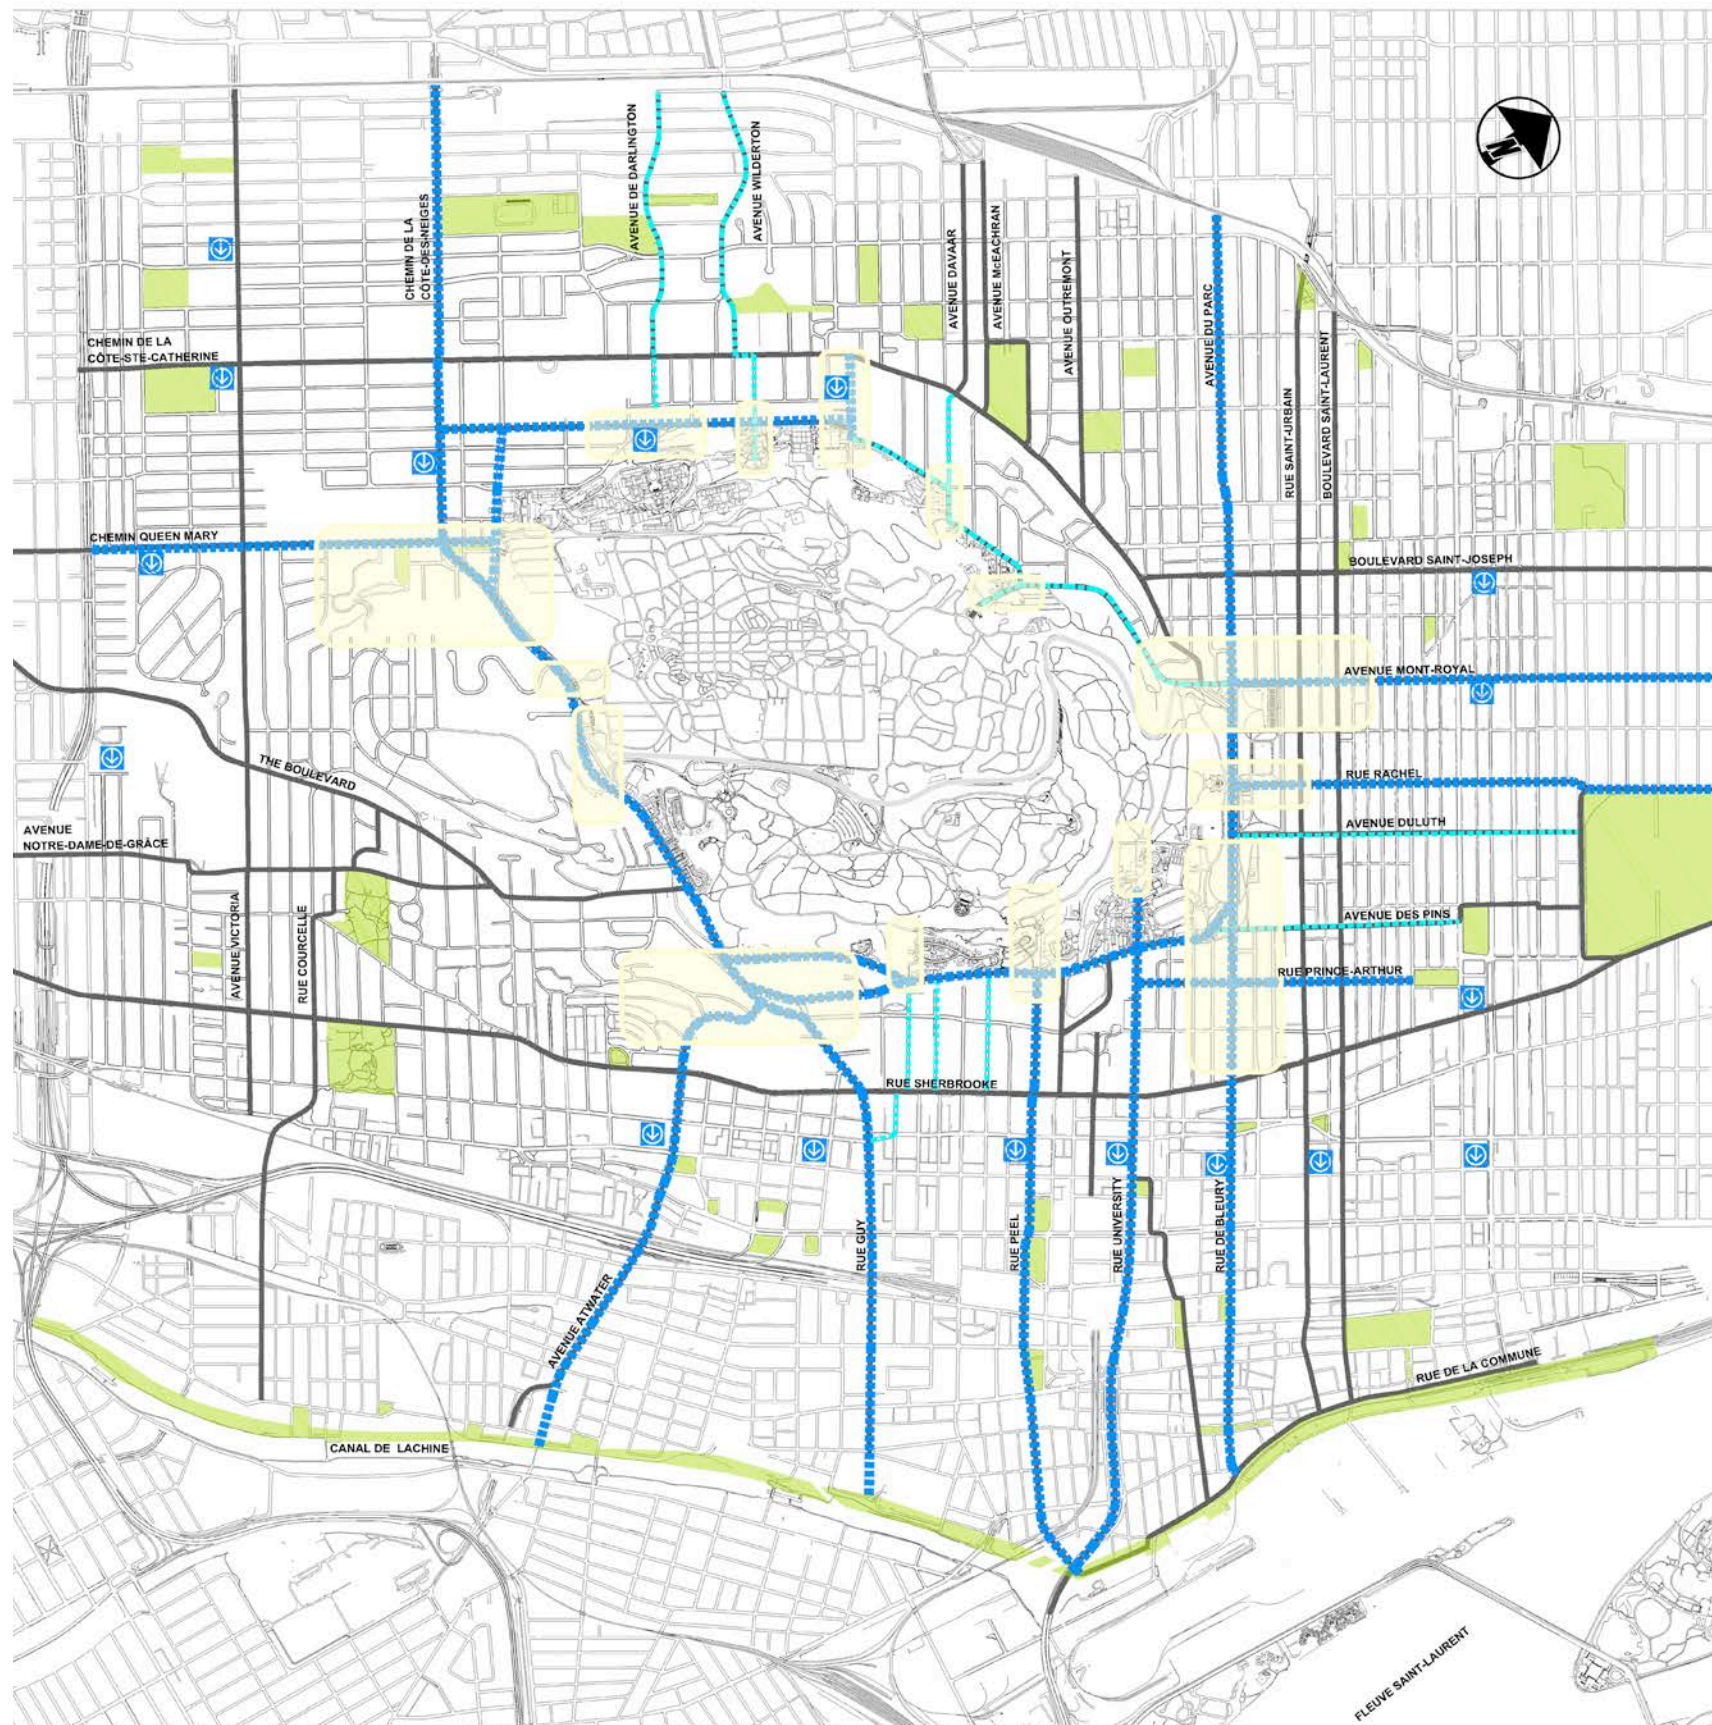 AVENUE DE DARLINGTON
AVENUE WILDERTON
N
CHEMIN DE LA
CÔTE-DES-NEIGES
AVENUE DAVAAR
AVENUE McEACHRAN
AVENUE OUTREMONT
AVENUE DU PARC
RUE SAINT-URBAIN
BOULEVARD SAINT-LAURENT
CHEMIN DE LA
CÔTE-STE-CATHERINE
CHEMIN QUEEN MARY
BOULEVARD SAINT-JOSEPH
AVENUE MONT-ROYAL
THE BOULEVARD
RUE RACHEL
AVENUE DULUTH
AVENUE
NOTRE-DAME-DE-GRÂCE
AVENUE VICTORIA
RUE COURCELLE
AVENUE DES PINS
RUE PRINCE-ARTHUR
RUE SHERBROOKE
AVENUE ATWATER
RUE GUY
RUE PEEL
RUE UNIVERSITY
RUE DE BLEURY
RUE DE LA COMMUNE
CANAL DE LACHINE
FLEUVE SAINT-LAURENT